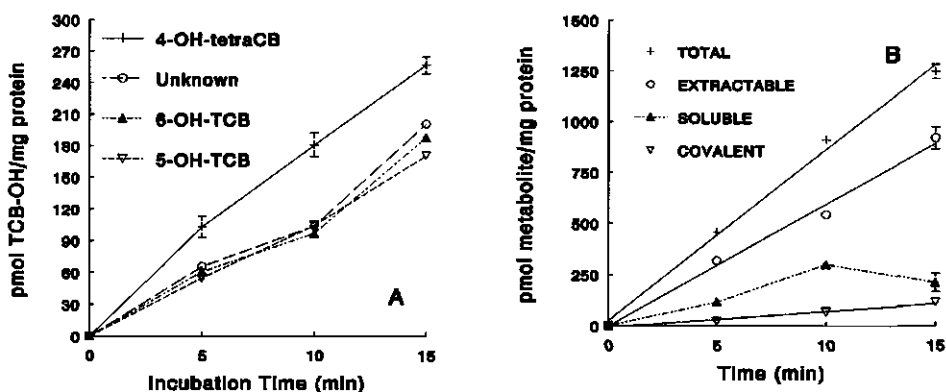 pmol TCB-OH/mg protein
300
270
240
210
180
150
120
90
60
30
0
4-OH-tetraCB
Unknown
6-OH-TCB
5-OH-TCB
A
0
5
10
15
Incubation Time (min)
pmol metabolite/mg protein
1500
1250
1000
750
500
250
0
B
TOTAL
EXTRACTABLE
SOLUBLE
COVALENT
0
5
10
15
Time (min)